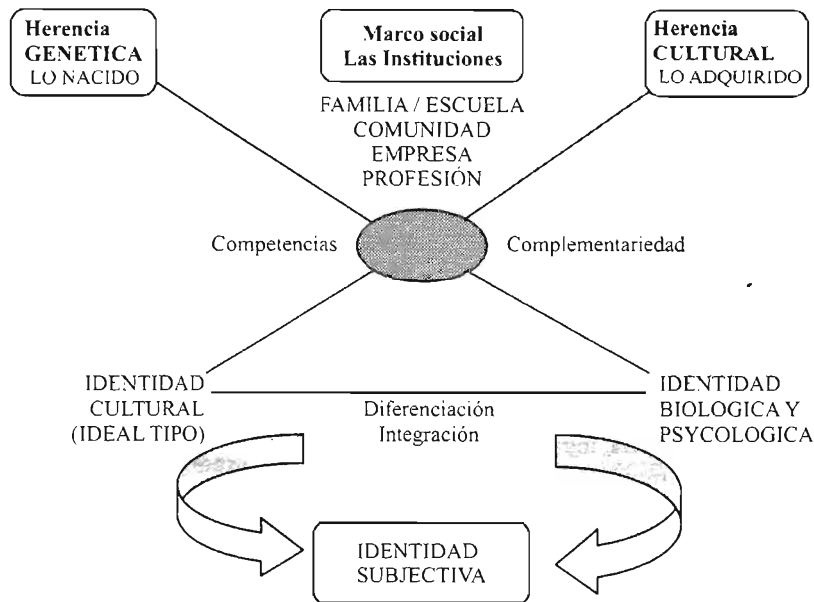 Herencia
GENETICA
LO NACIDO
Marco social
Las Instituciones
Herencia
CULTURAL
LO ADQUIRIDO
FAMILIA / ESCUELA
COMUNIDAD
EMPRESA
PROFESIÓN
Competencias
Complementariedad
IDENTIDAD
CULTURAL
(IDEAL TIPO)
Diferenciación
Integración
IDENTIDAD
BIOLOGICA Y
PSYCOLOGICA
IDENTIDAD
SUBJECTIVA